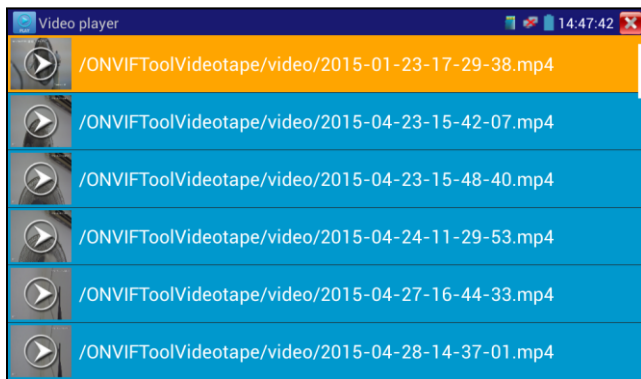 Video player
14:47:42
/ONVIFToolVideotape/video/2015-01-23-17-29-38.mp4
/ONVIFToolVideotape/video/2015-04-23-15-42-07.mp4
/ONVIFToolVideotape/video/2015-04-23-15-48-40.mp4
/ONVIFToolVideotape/video/2015-04-24-11-29-53.mp4
/ONVIFToolVideotape/video/2015-04-27-16-44-33.mp4
/ONVIFToolVideotape/video/2015-04-28-14-37-01.mp4